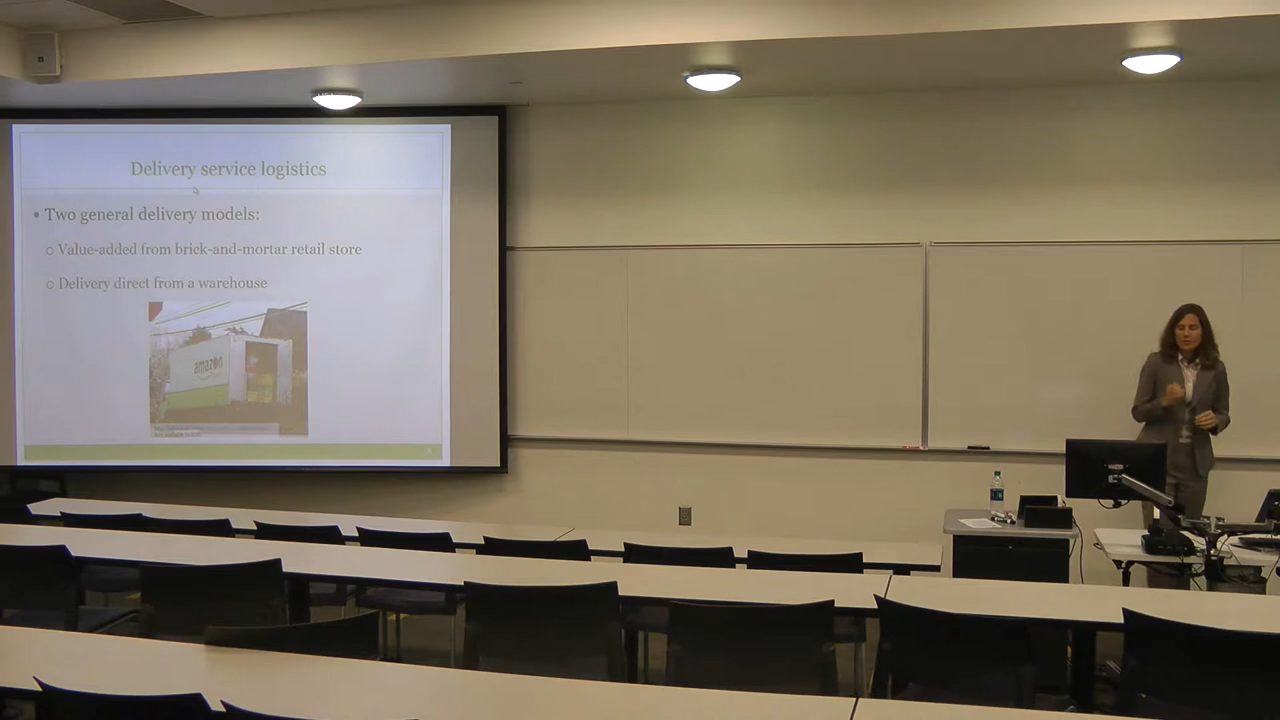 Delivery service logistics
• Two general delivery models:
o Value-added from brick-and-mortar retail store
o Delivery direct from a warehouse
amazon